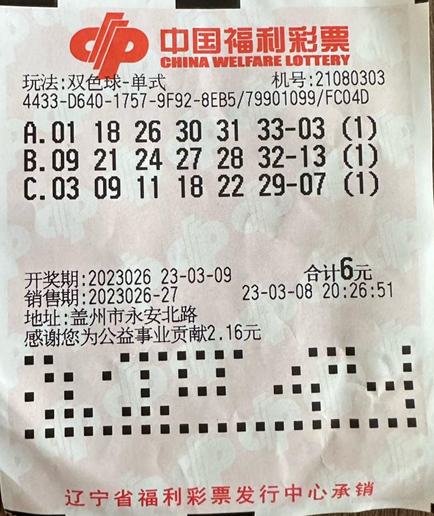 中国福利彩票
CHINA WELFARE LOTTERY
玩法:双色球-单式 机号:21080303
4433-D640-1757-9F92-8EB5/79901099/FC04D
A.01 18 26 30 31 33-03 (1)
B.09 21 24 27 28 32-13 (1)
C.03 09 11 18 22 29-07 (1)
开奖期:2023026 23-03-09 合计6元
销售期:2023026-27 23-03-08 20:26:51
地址:盖州市永安北路
感谢您为公益事业贡献2.16元
辽宁省福利彩票发行中心承销